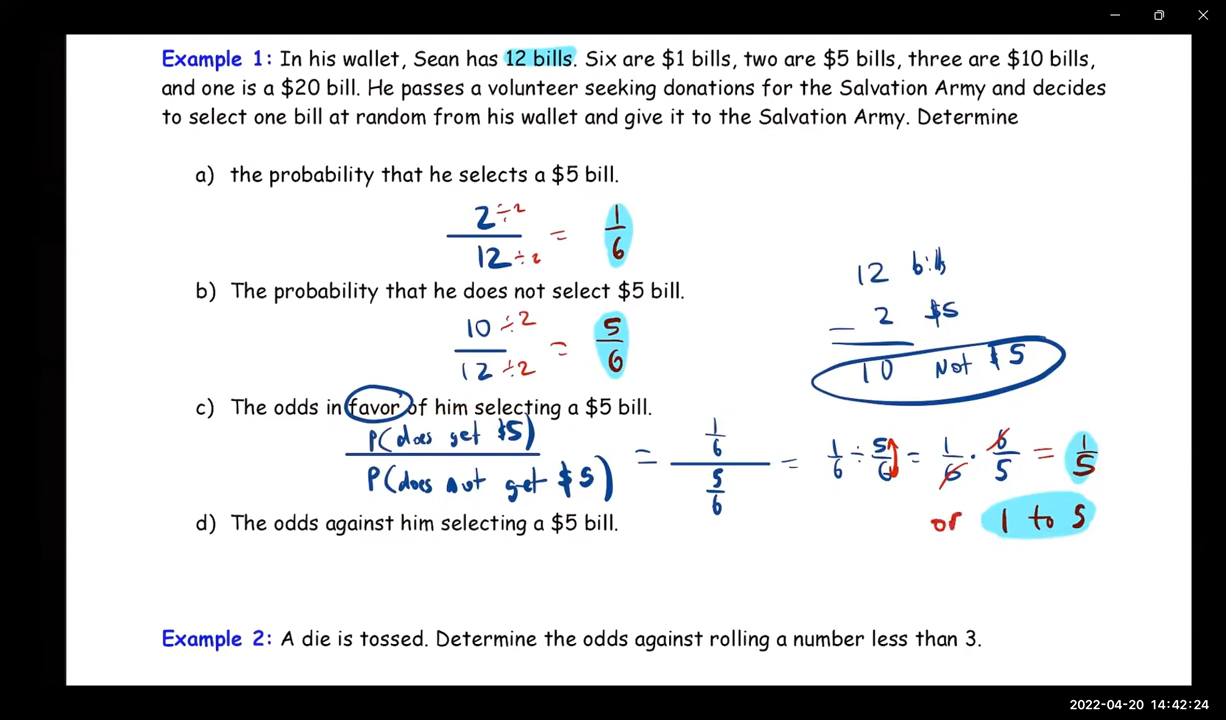 Example 1: In his wallet, Sean has 12 bills. Six are $1 bills, two are $5 bills, three are $10 bills,
and one is a $20 bill. He passes a volunteer seeking donations for the Salvation Army and decides
to select one bill at random from his wallet and give it to the Salvation Army. Determine
a) the probability that he selects a $5 bill.
2÷2 / 12÷2 = 1/6
b) The probability that he does not select $5 bill.
10÷2 / 12÷2 = 5/6
12 bills
— 2 $5
10 Not $5
c) The odds in favor of him selecting a $5 bill.
P(does get $5) / P(does not get $5) = 1/6 / 5/6 = 1/6 ÷ 5/6 = 1/6 · 6/5 = 1/5
or 1 to 5
d) The odds against him selecting a $5 bill.
Example 2: A die is tossed. Determine the odds against rolling a number less than 3.
2022-04-20 14:42:24